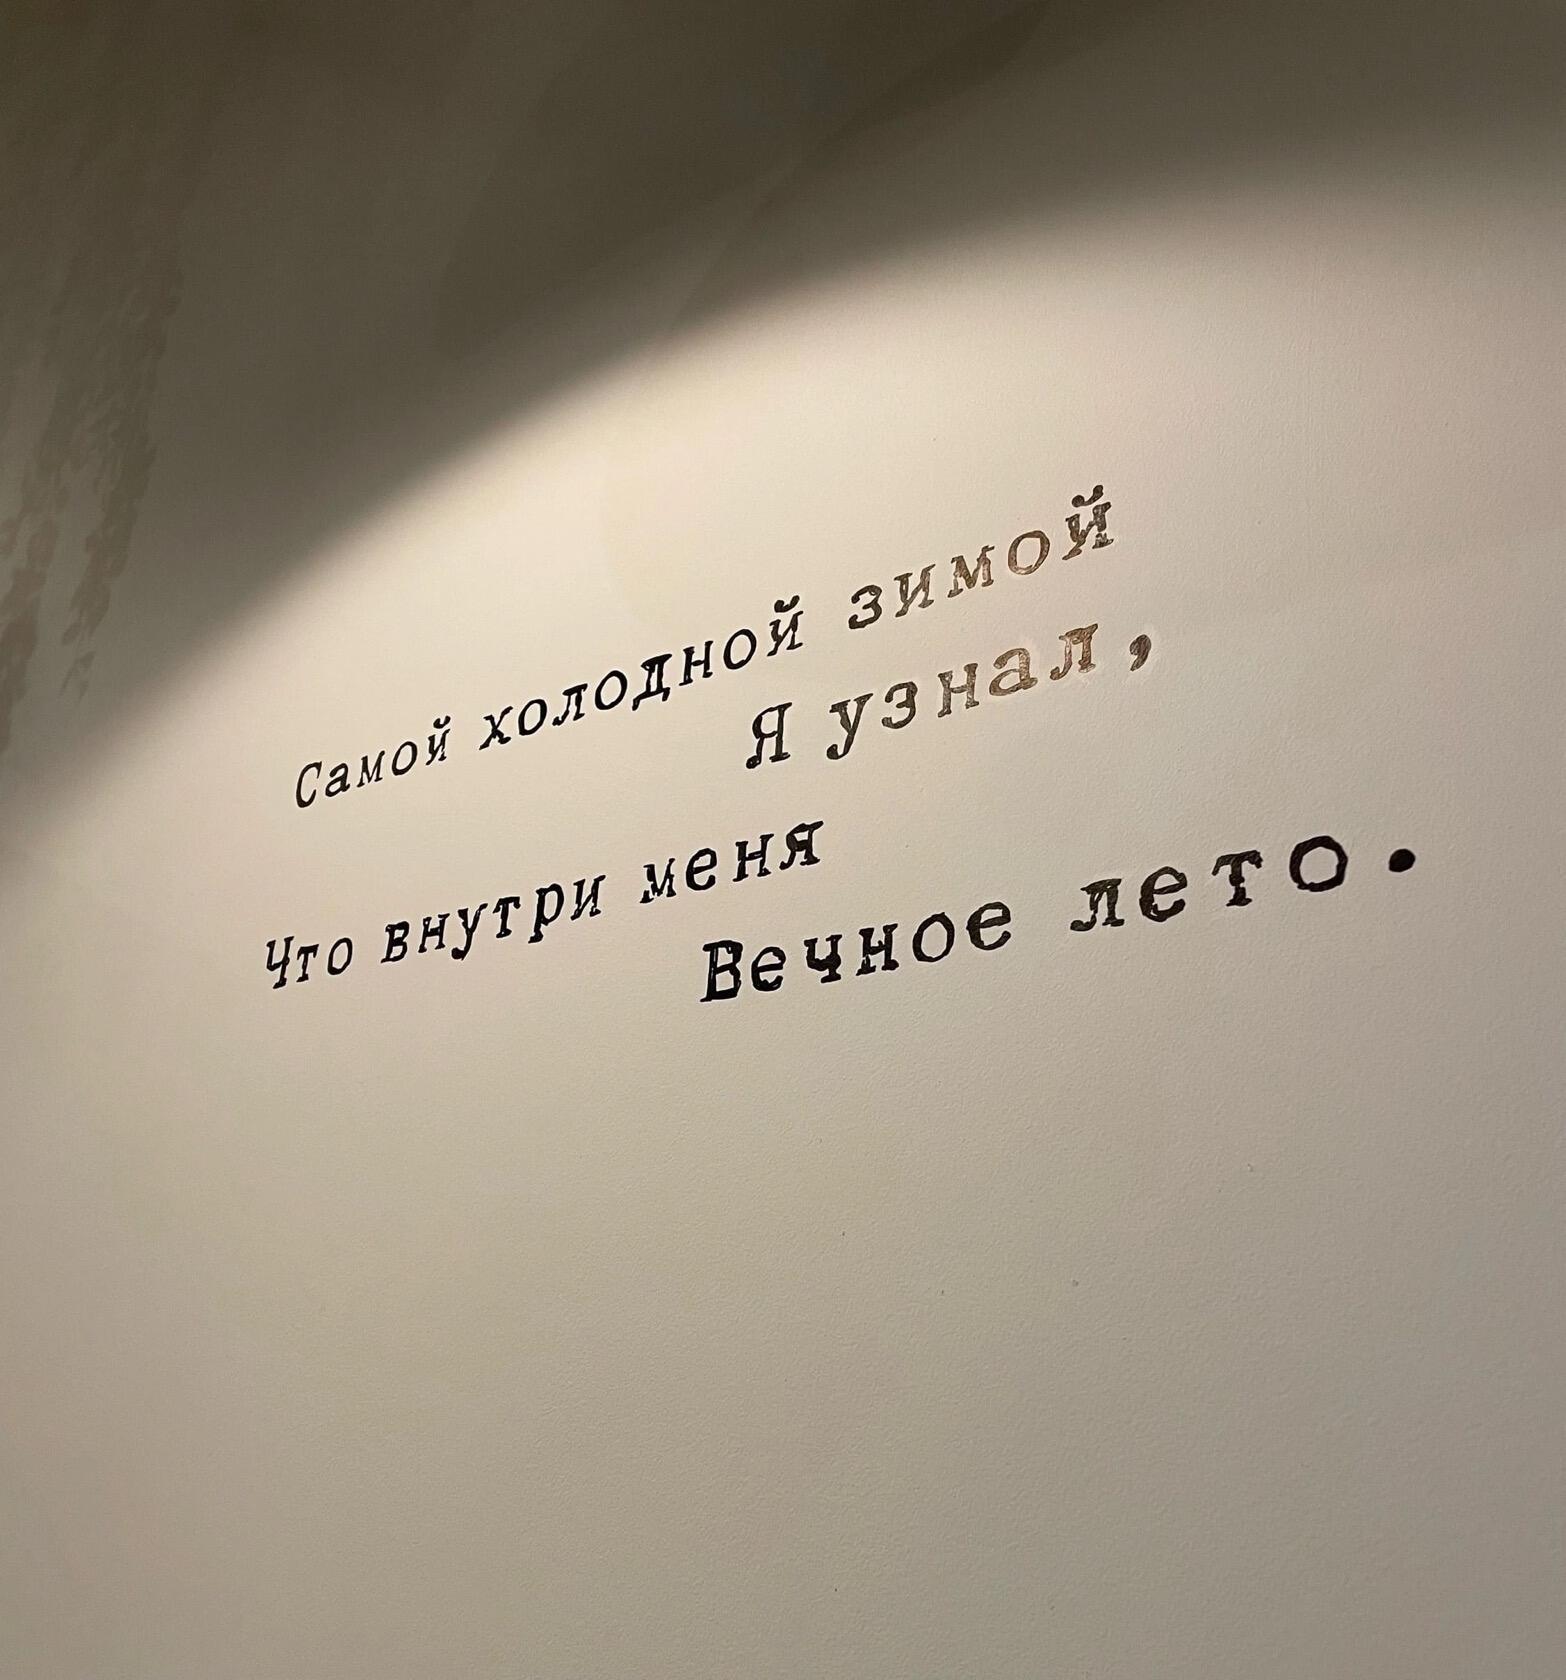 Самой холодной зимой
Я узнал,
Что внутри меня
Вечное лето.